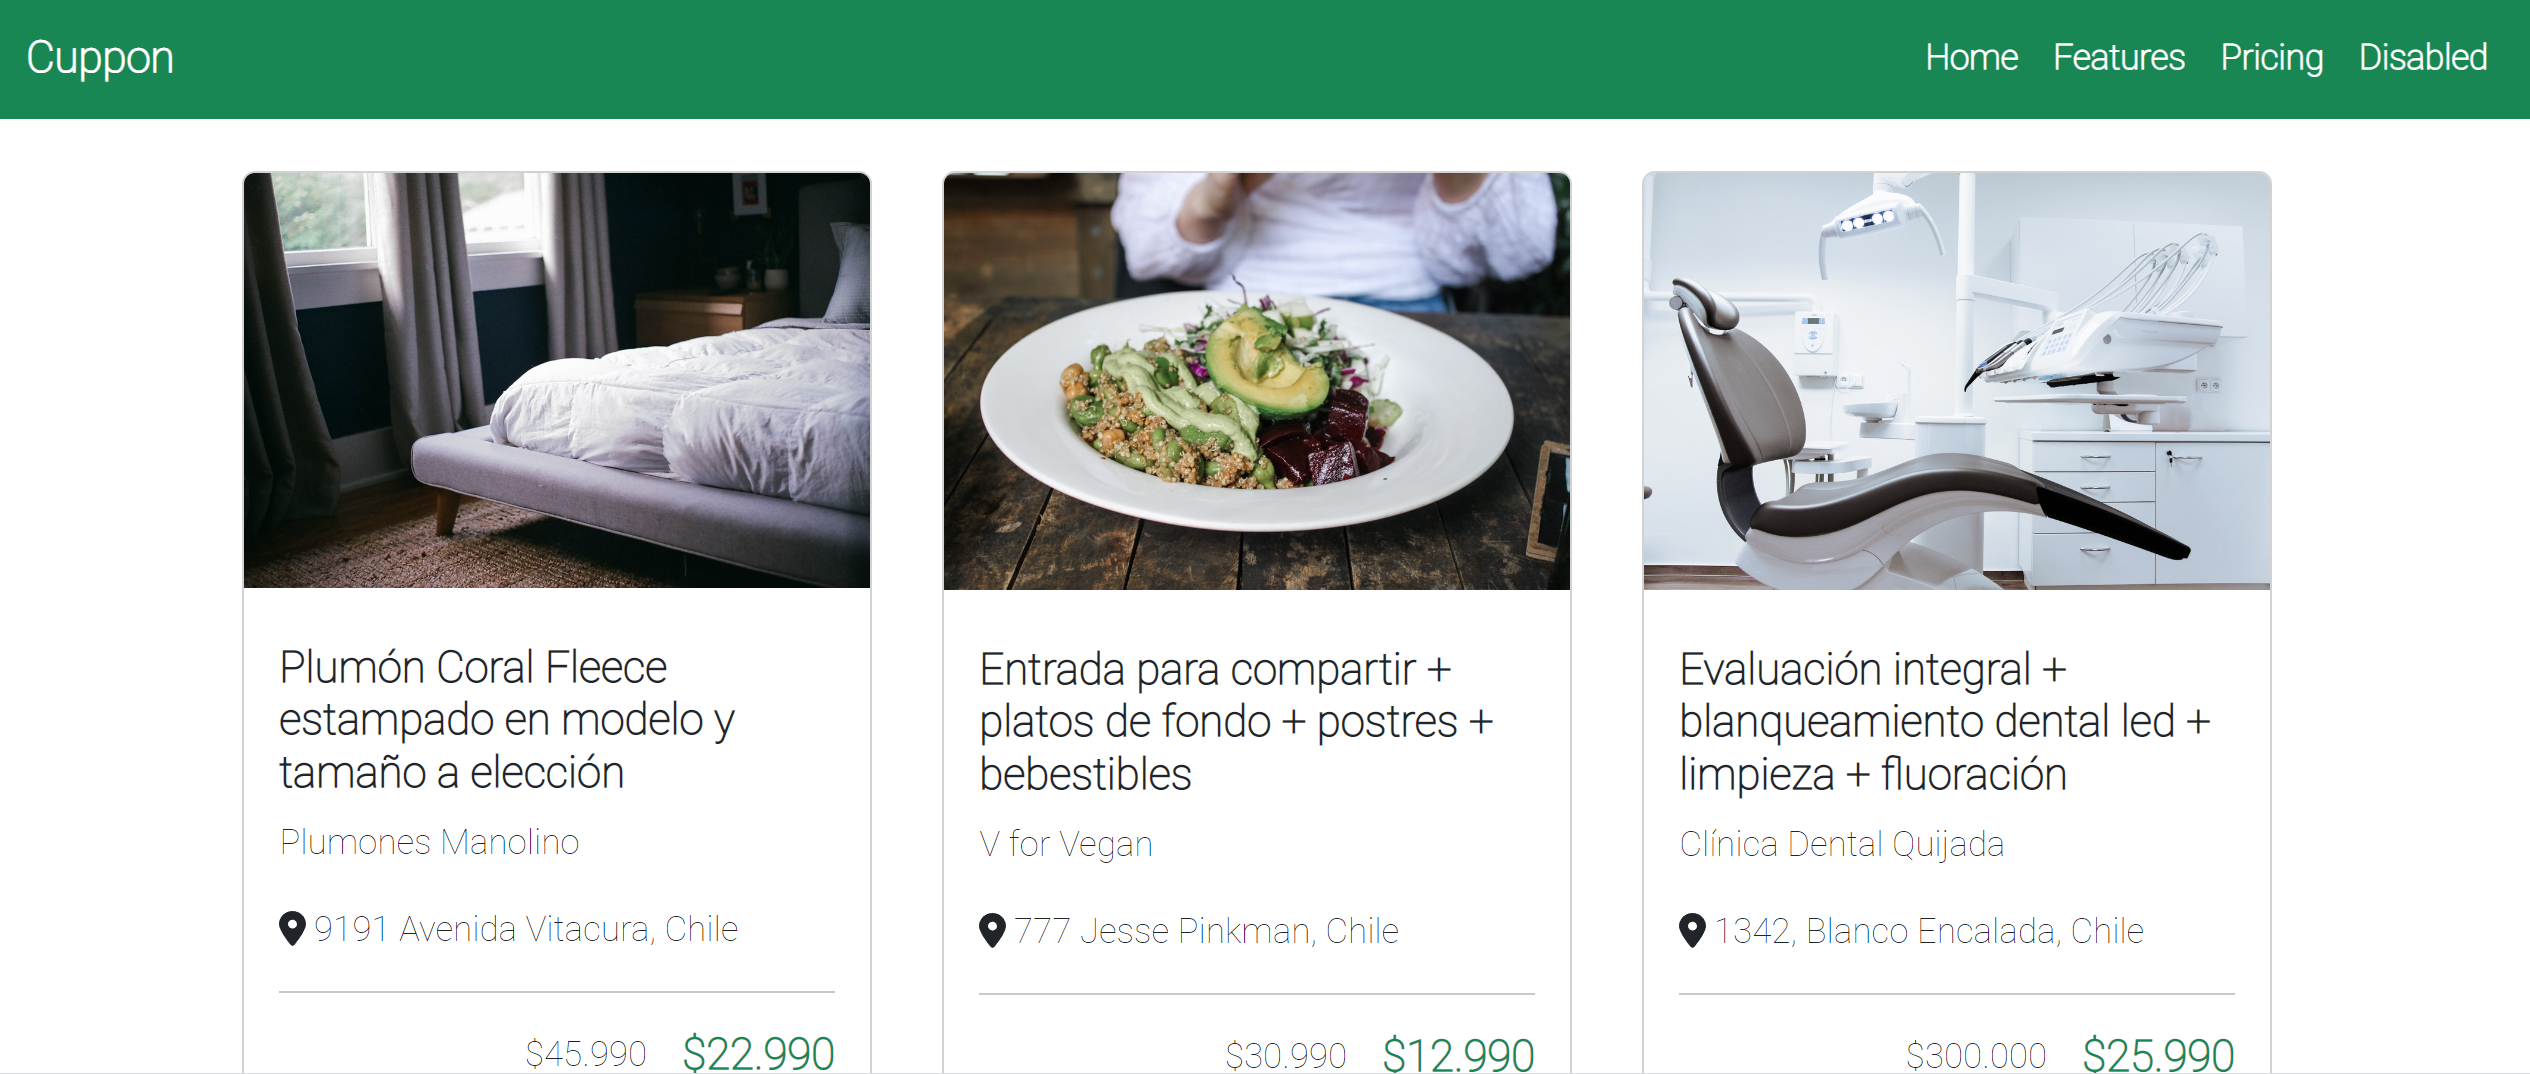 Cuppon
Home Features Pricing Disabled
Plumón Coral Fleece
estampado en modelo y
tamaño a elección
Plumones Manolino
9191 Avenida Vitacura, Chile
$45.990 $22.990
Entrada para compartir +
platos de fondo + postres +
bebestibles
V for Vegan
777 Jesse Pinkman, Chile
$30.990 $12.990
Evaluación integral +
blanqueamiento dental led +
limpieza + fluoración
Clínica Dental Quijada
1342, Blanco Encalada, Chile
$300.000 $25.990